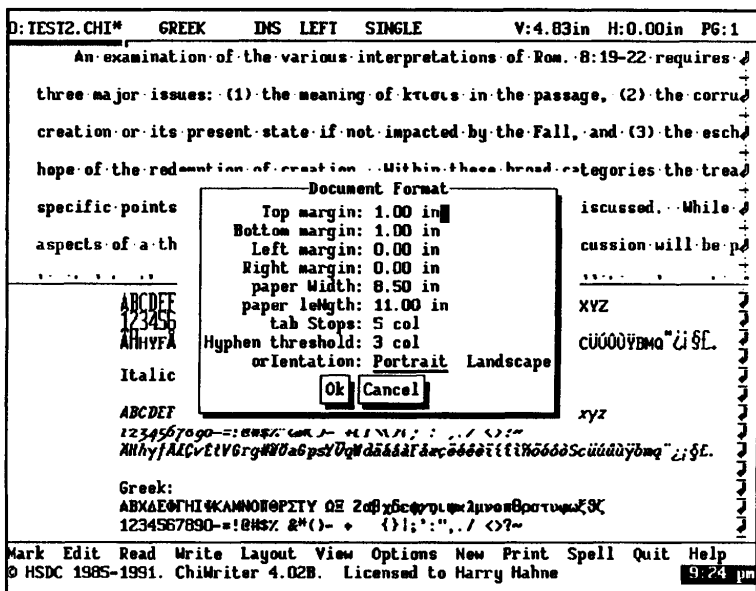 D:TEST2.CHI* GREEK INS LEFT SINGLE V:4.83in H:0.00in PG:1
An examination of the various interpretations of Rom. 8:19-22 requires
three major issues: (1) the meaning of κτισις in the passage, (2) the corru
creation or its present state if not impacted by the Fall, and (3) the esch
hope of the redemption of creation. Within these broad categories the trea
specific points iscussed. While
aspects of a th cussion will be p
Document Format
Top margin: 1.00 in
Bottom margin: 1.00 in
Left margin: 0.00 in
Right margin: 0.00 in
paper Width: 8.50 in
paper leNgth: 11.00 in
tab Stops: 5 col
Hyphen threshold: 3 col
orIentation: Portrait Landscape
Ok Cancel
ABCDEF XYZ
123456
Italic
ABCDEF xyz
Greek:
1234567890-=!@#$% &*()- + {}|;':",./ <>?~
Mark Edit Read Write Layout View Options New Print Spell Quit Help
© HSDC 1985-1991. ChiWriter 4.02B. Licensed to Harry Hahne 9:24 pm